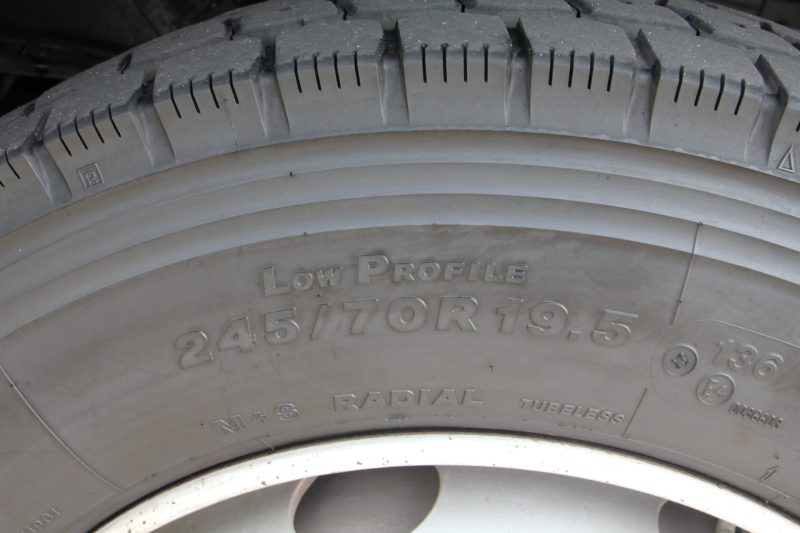 LOW PROFILE
245/70R19.5
136/
M+S RADIAL TUBELESS